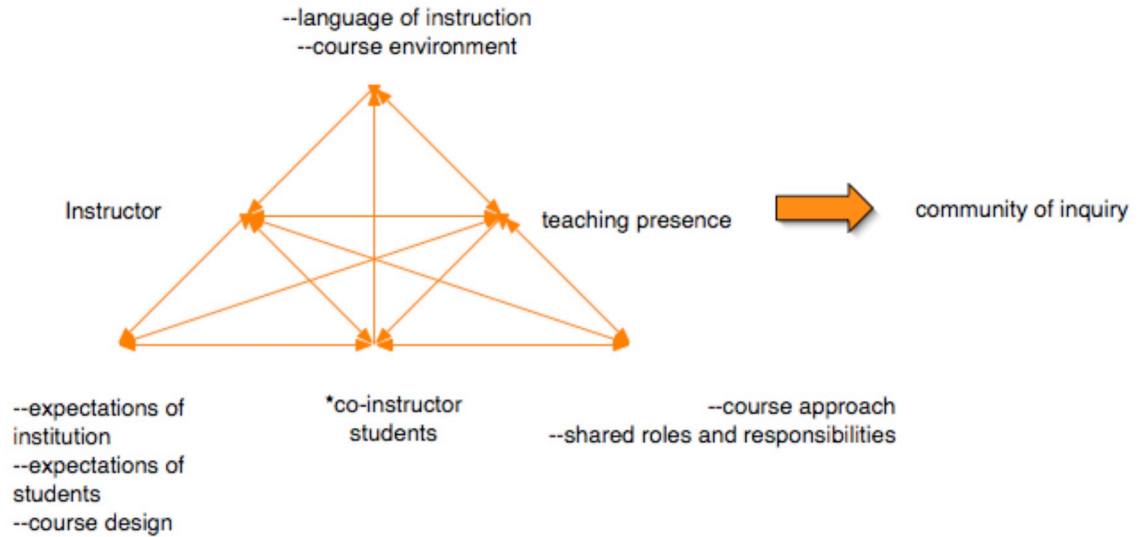 --language of instruction
--course environment
Instructor
teaching presence
community of inquiry
--expectations of
institution
--expectations of
students
--course design
*co-instructor
students
--course approach
--shared roles and responsibilities